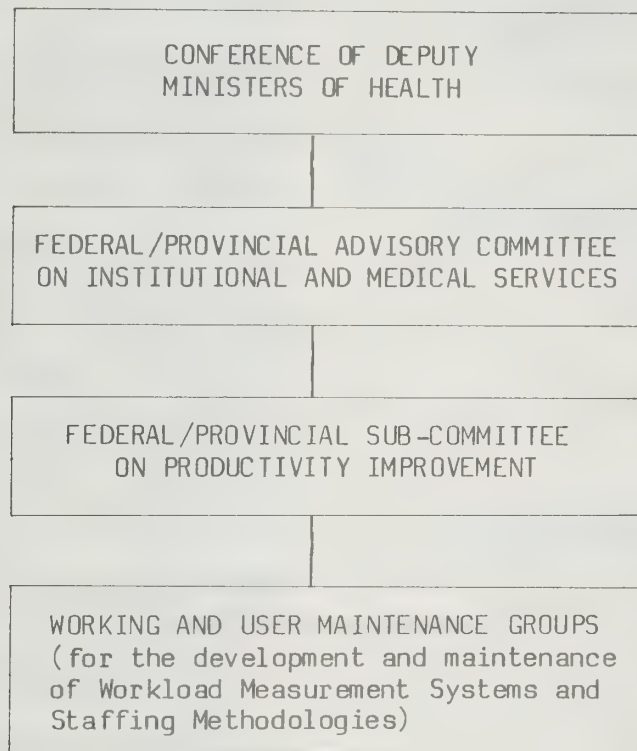 CONFERENCE OF DEPUTY
MINISTERS OF HEALTH
FEDERAL/PROVINCIAL ADVISORY COMMITTEE
ON INSTITUTIONAL AND MEDICAL SERVICES
FEDERAL/PROVINCIAL SUB-COMMITTEE
ON PRODUCTIVITY IMPROVEMENT
WORKING AND USER MAINTENANCE GROUPS
(for the development and maintenance
of Workload Measurement Systems and
Staffing Methodologies)